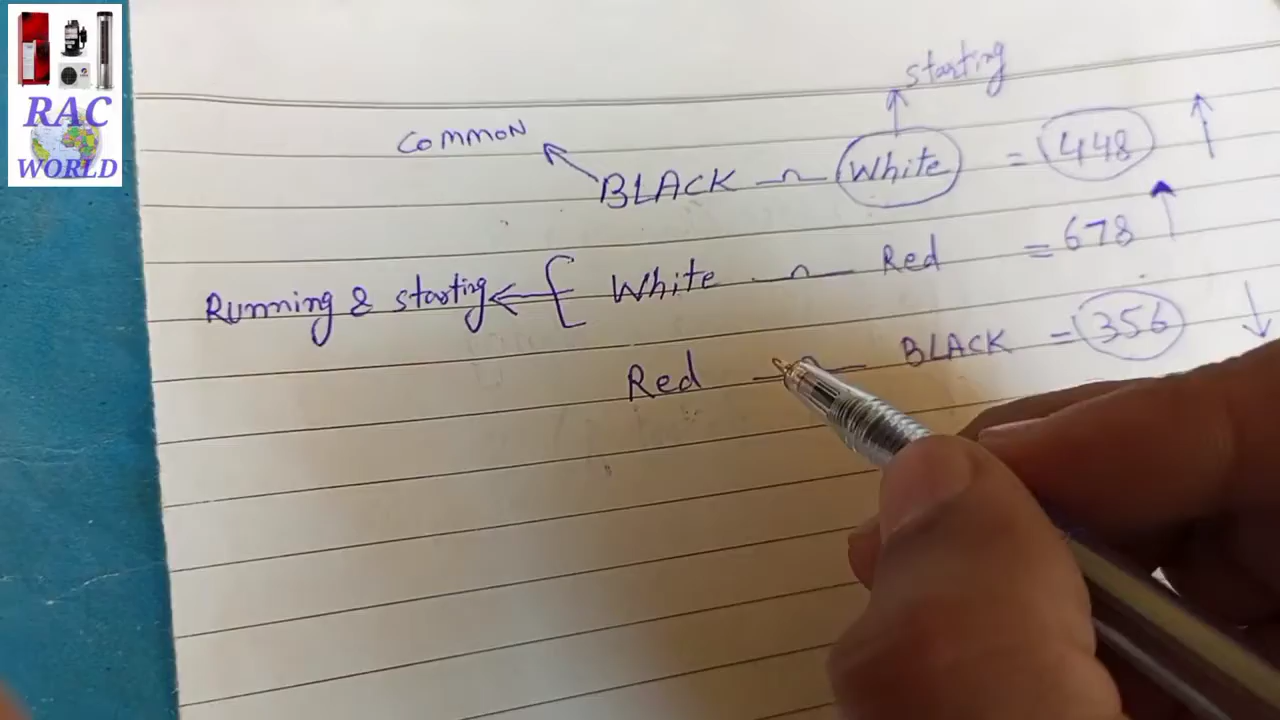 RAC
WORLD
starting
COMMON
BLACK - White = 448
Running & starting White - Red = 678
Red - BLACK = 356